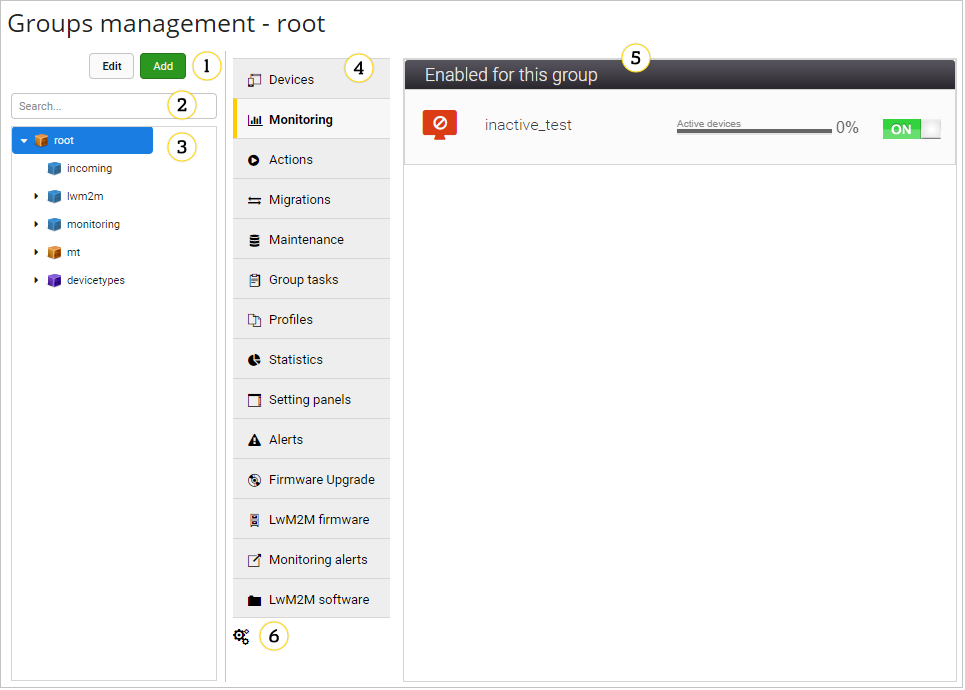 Groups management - root
Edit
Add
1
Search...
2
root
3
incoming
lwm2m
monitoring
mt
devicetypes
4
Devices
Monitoring
Actions
Migrations
Maintenance
Group tasks
Profiles
Statistics
Setting panels
Alerts
Firmware Upgrade
LwM2M firmware
Monitoring alerts
LwM2M software
6
5
Enabled for this group
inactive_test
Active devices
0%
ON